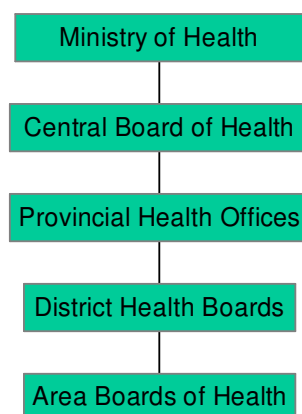 Ministry of Health
Central Board of Health
Provincial Health Offices
District Health Boards
Area Boards of Health